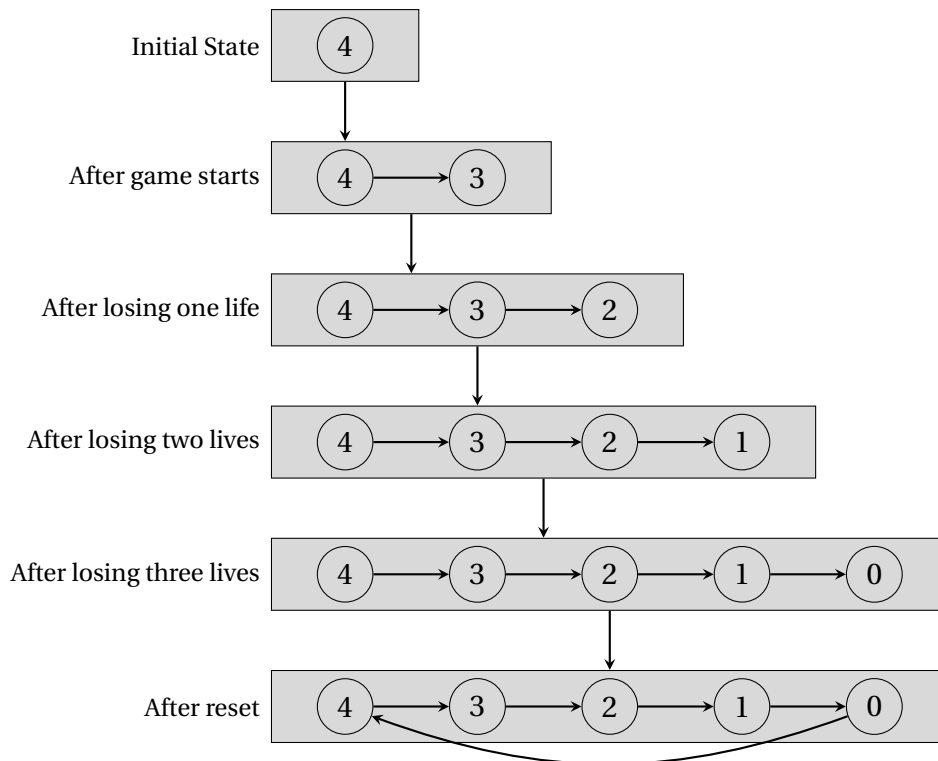 Initial State 4
After game starts 4 3
After losing one life 4 3 2
After losing two lives 4 3 2 1
After losing three lives 4 3 2 1 0
After reset 4 3 2 1 0